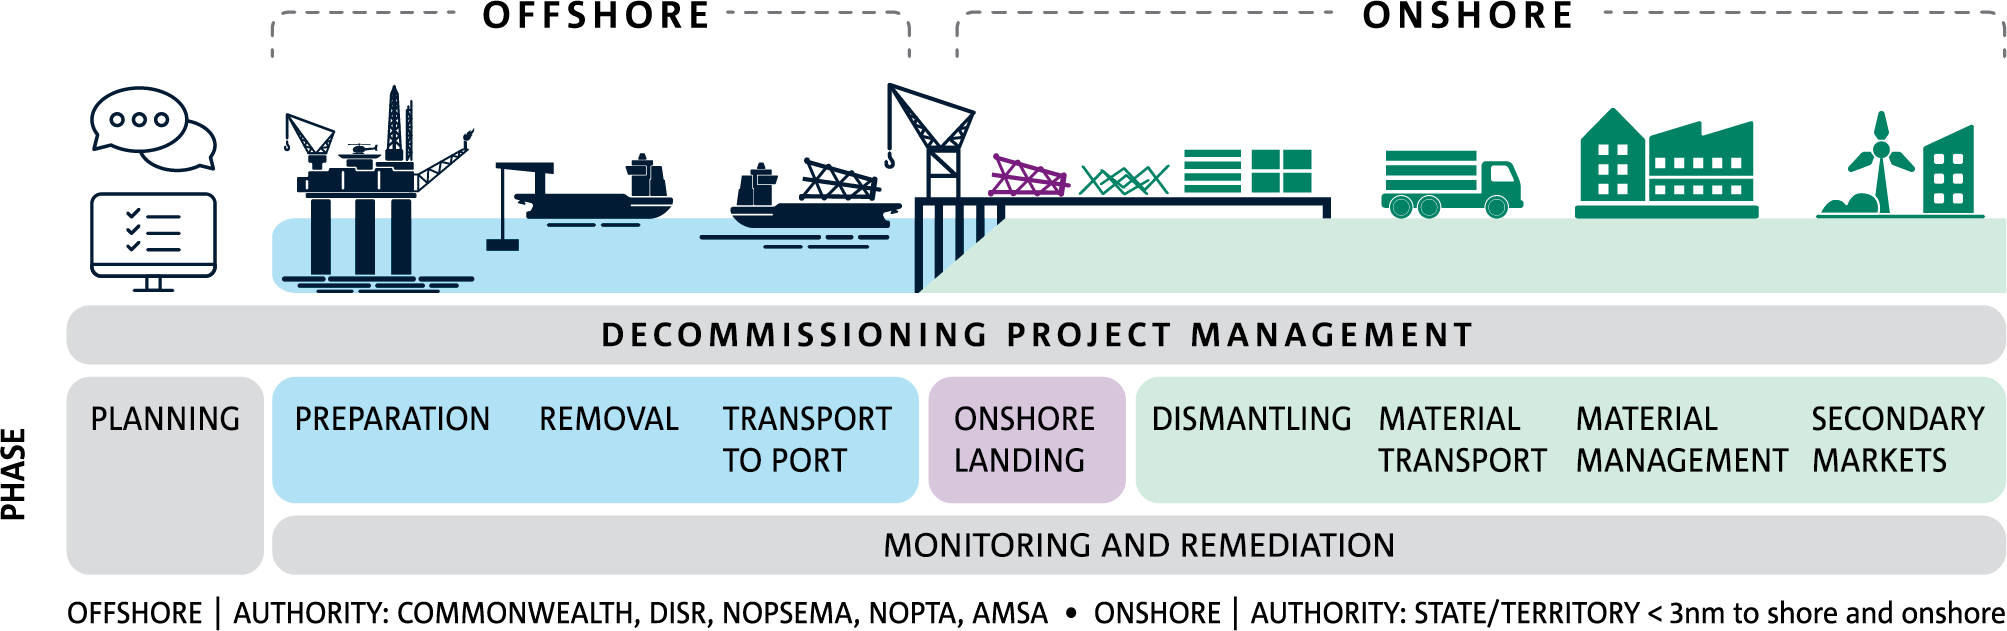 OFFSHORE
ONSHORE
DECOMMISSIONING PROJECT MANAGEMENT
PHASE
PLANNING
PREPARATION
REMOVAL
TRANSPORT
TO PORT
ONSHORE
LANDING
DISMANTLING
MATERIAL
TRANSPORT
MATERIAL
MANAGEMENT
SECONDARY
MARKETS
MONITORING AND REMEDIATION
OFFSHORE | AUTHORITY: COMMONWEALTH, DISR, NOPSEMA, NOPTA, AMSA • ONSHORE | AUTHORITY: STATE/TERRITORY < 3nm to shore and onshore